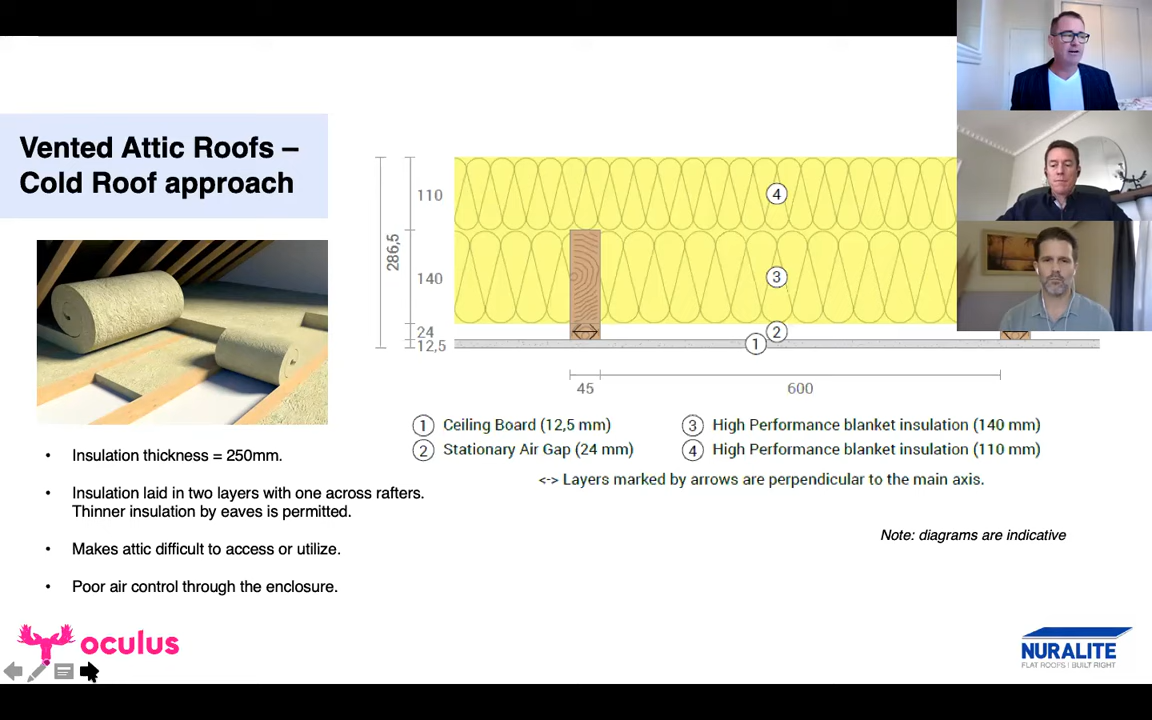 Vented Attic Roofs –
Cold Roof approach
110
286,5
140
24
12,5
4
3
2
1
45
600
1 Ceiling Board (12,5 mm)
2 Stationary Air Gap (24 mm)
3 High Performance blanket insulation (140 mm)
4 High Performance blanket insulation (110 mm)
<-> Layers marked by arrows are perpendicular to the main axis.
• Insulation thickness = 250mm.
• Insulation laid in two layers with one across rafters.
Thinner insulation by eaves is permitted.
• Makes attic difficult to access or utilize.
• Poor air control through the enclosure.
Note: diagrams are indicative
oculus
NURALITE
FLAT ROOFS | BUILT RIGHT